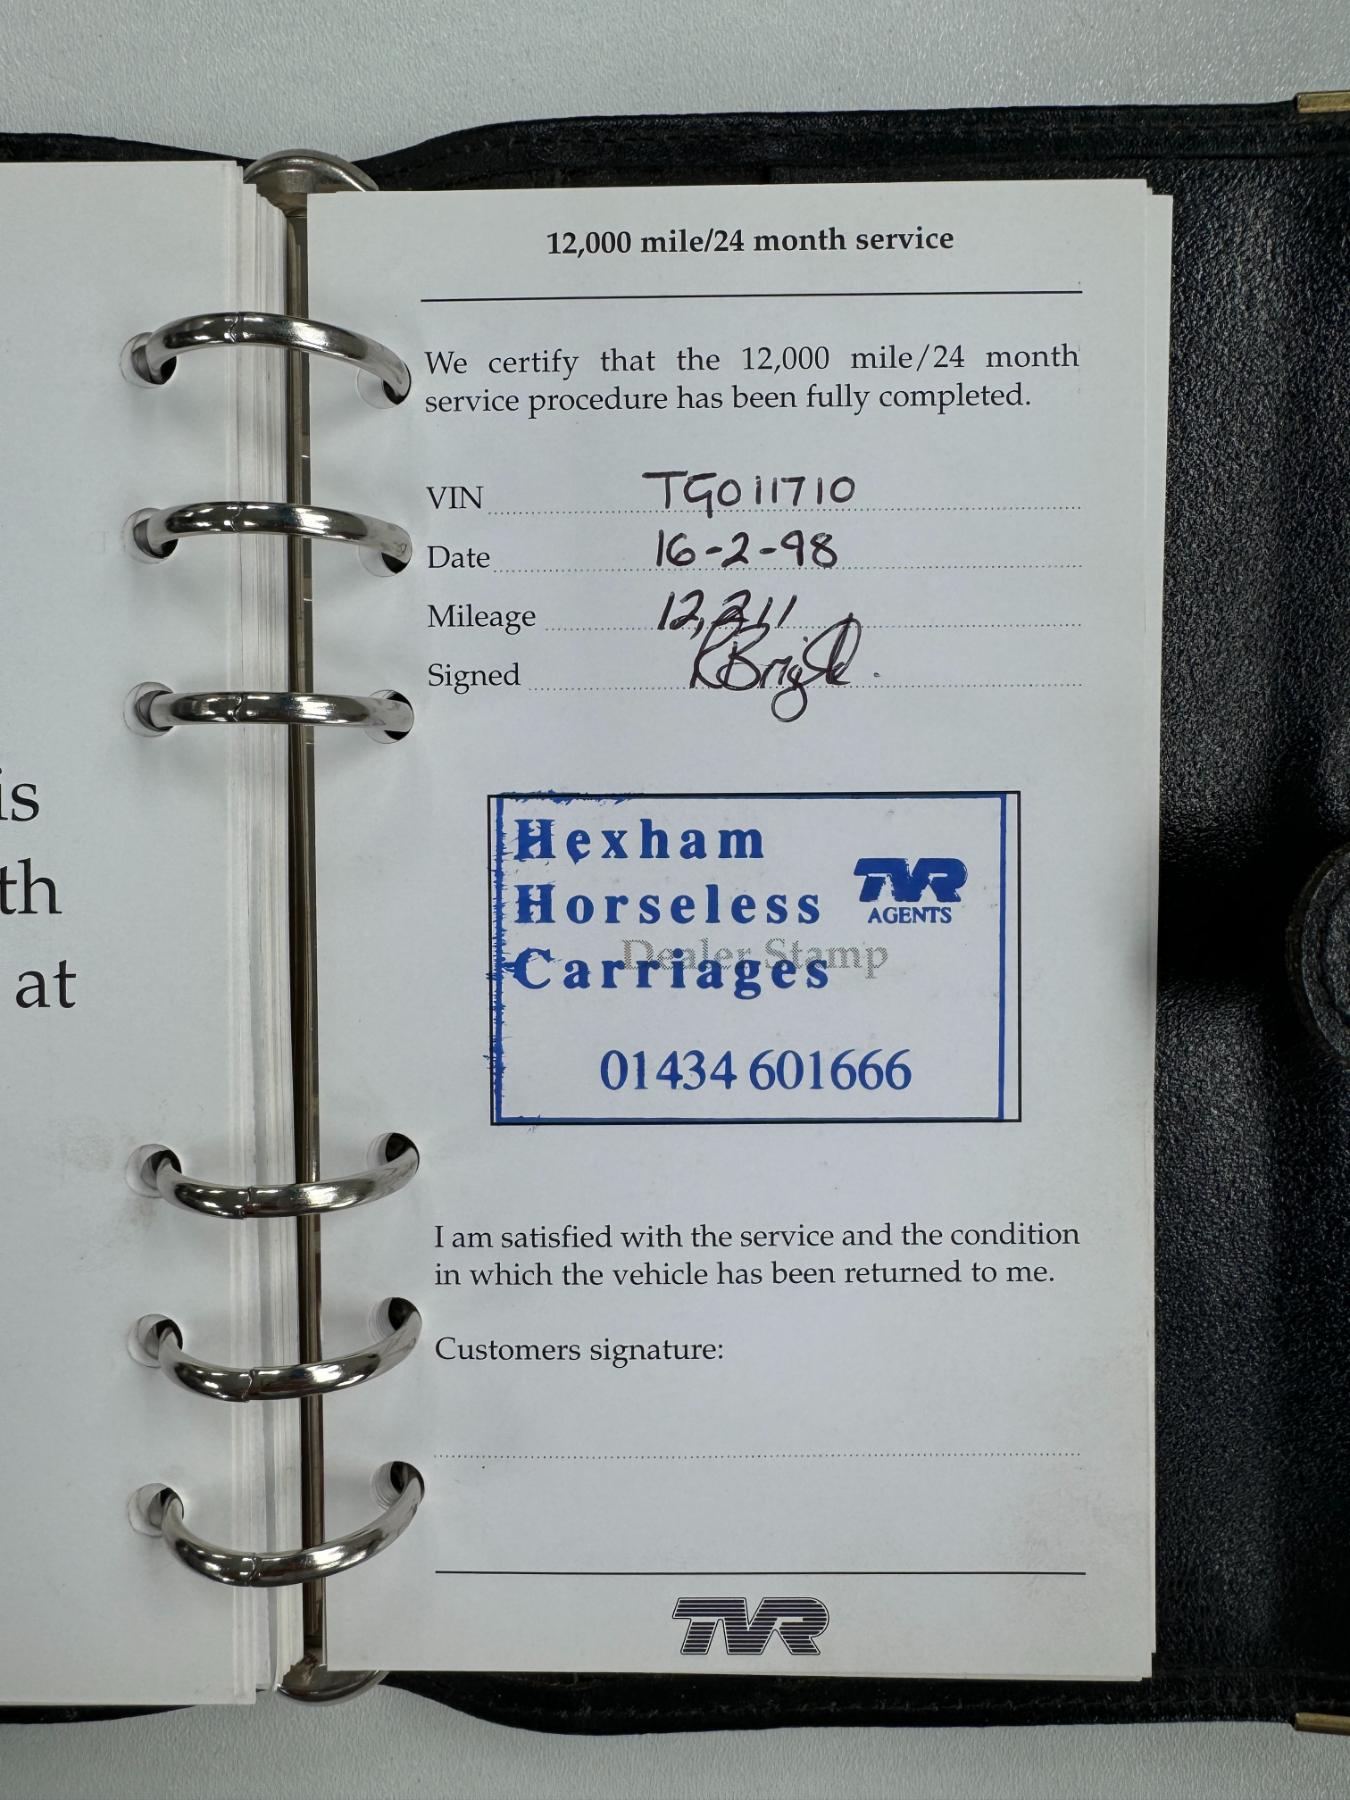 is
th
at
12,000 mile/24 month service
We certify that the 12,000 mile/24 month
service procedure has been fully completed.
VIN TGO11710
Date 16-2-98
Mileage 12,211
Signed
Hexham
Horseless
Carriages
TVR
AGENTS
Dealer Stamp
01434 601666
I am satisfied with the service and the condition
in which the vehicle has been returned to me.
Customers signature:
TVR